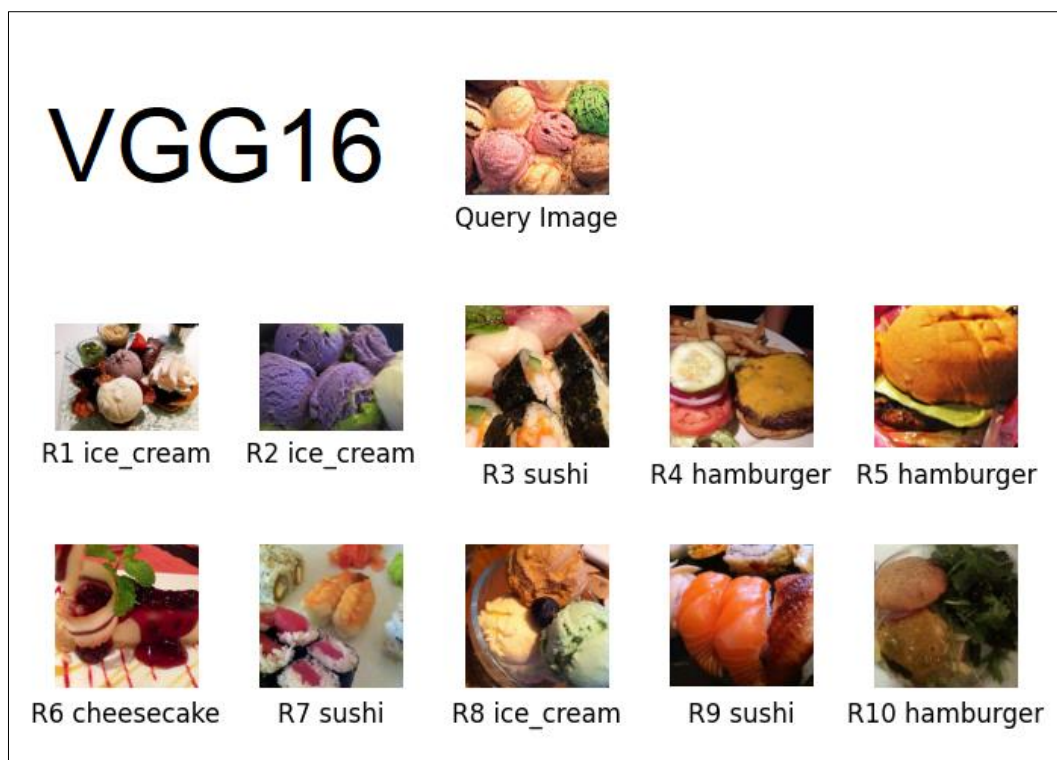 VGG16
Query Image
R1 ice_cream
R2 ice_cream
R3 sushi
R4 hamburger
R5 hamburger
R6 cheesecake
R7 sushi
R8 ice_cream
R9 sushi
R10 hamburger